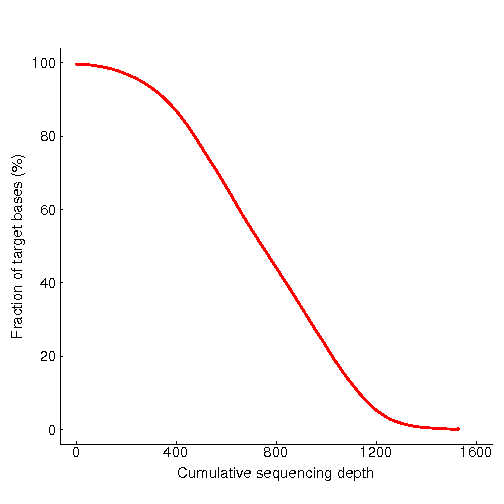 Fraction of target bases (%)
100
80
60
40
20
0
0 400 800 1200 1600
Cumulative sequencing depth